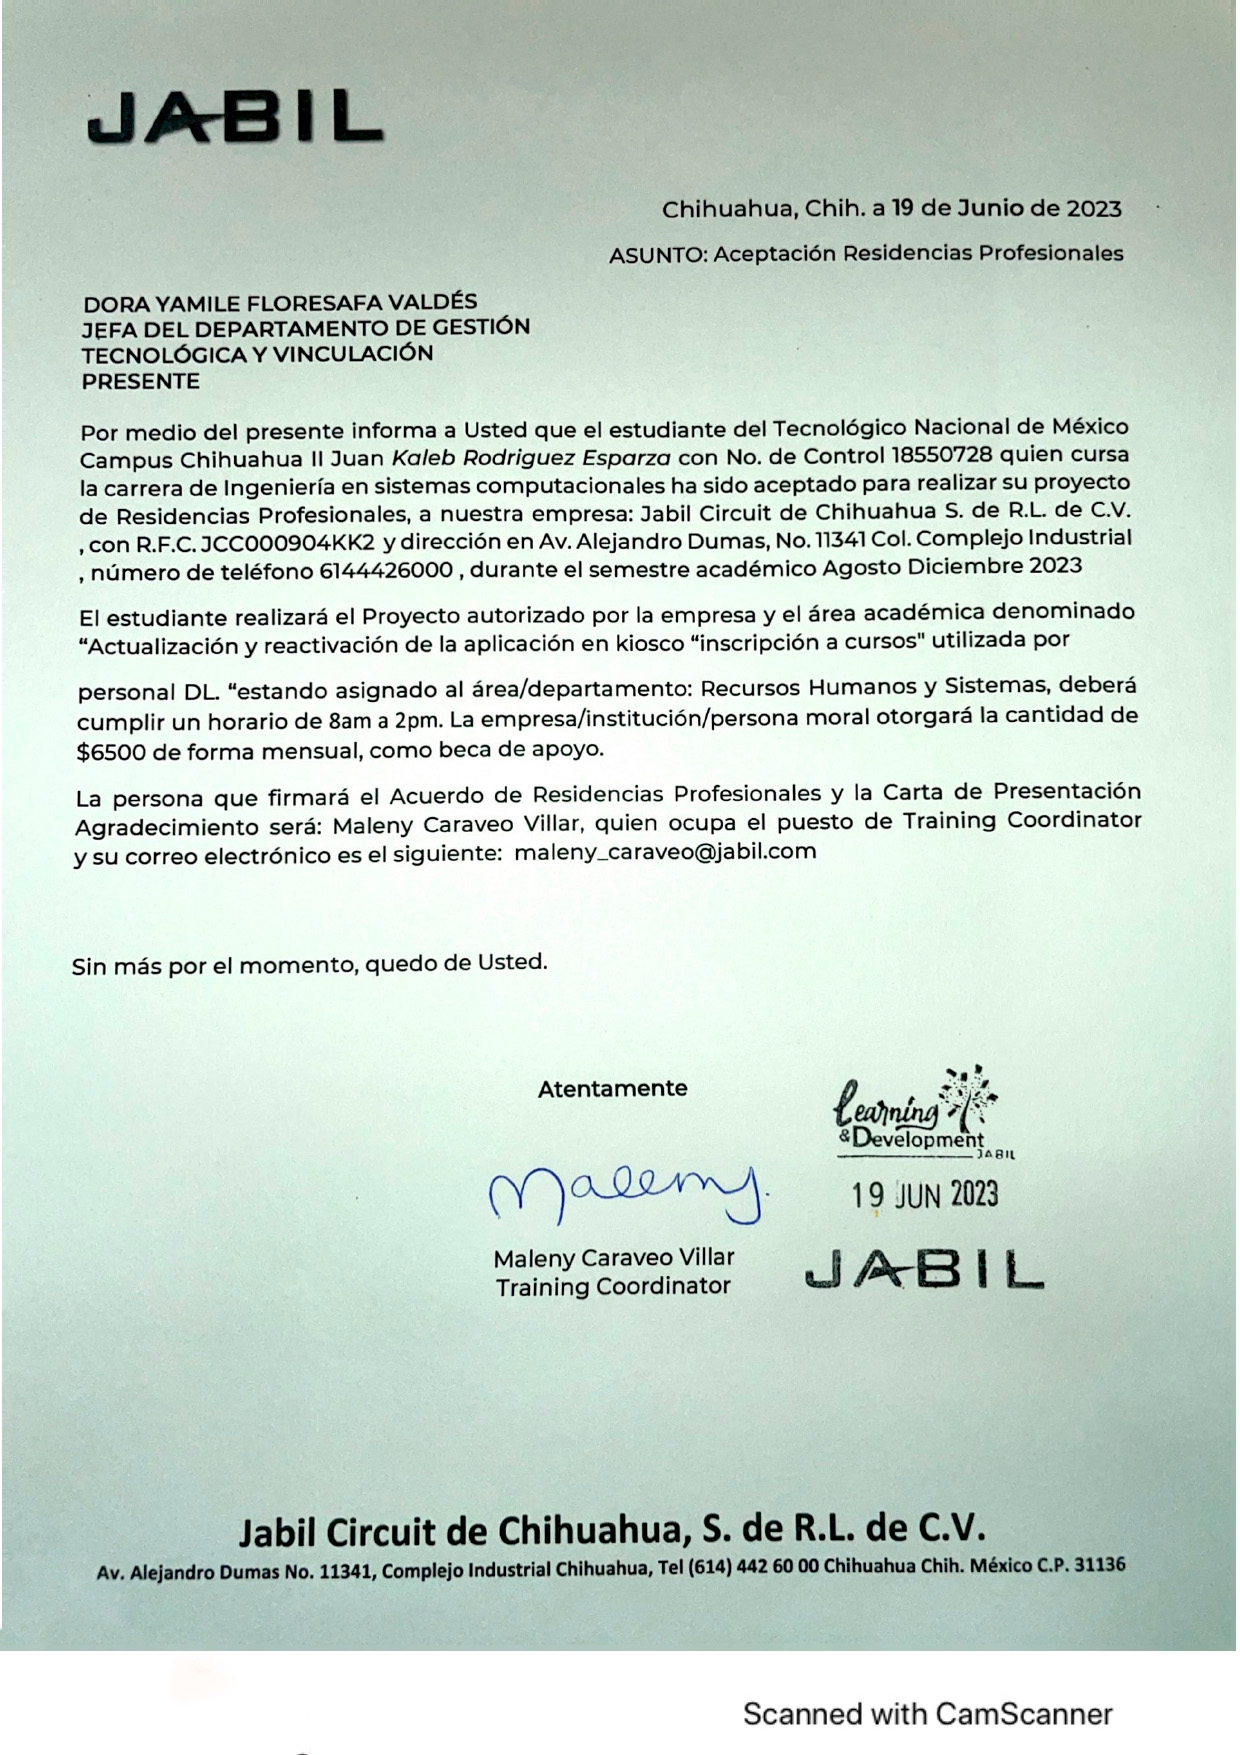 JABIL
Chihuahua, Chih. a 19 de Junio de 2023
ASUNTO: Aceptación Residencias Profesionales
DORA YAMILE FLORESAFA VALDÉS
JEFA DEL DEPARTAMENTO DE GESTIÓN
TECNOLÓGICA Y VINCULACIÓN
PRESENTE
Por medio del presente informa a Usted que el estudiante del Tecnológico Nacional de México
Campus Chihuahua II Juan Kaleb Rodriguez Esparza con No. de Control 18550728 quien cursa
la carrera de Ingeniería en sistemas computacionales ha sido aceptado para realizar su proyecto
de Residencias Profesionales, a nuestra empresa: Jabil Circuit de Chihuahua S. de R.L. de C.V.
, con R.F.C. JCC000904KK2 y dirección en Av. Alejandro Dumas, No. 11341 Col. Complejo Industrial
, número de teléfono 6144426000 , durante el semestre académico Agosto Diciembre 2023
El estudiante realizará el Proyecto autorizado por la empresa y el área académica denominado
“Actualización y reactivación de la aplicación en kiosco “inscripción a cursos" utilizada por
personal DL. “estando asignado al área/departamento: Recursos Humanos y Sistemas, deberá
cumplir un horario de 8am a 2pm. La empresa/institución/persona moral otorgará la cantidad de
$6500 de forma mensual, como beca de apoyo.
La persona que firmará el Acuerdo de Residencias Profesionales y la Carta de Presentación
Agradecimiento será: Maleny Caraveo Villar, quien ocupa el puesto de Training Coordinator
y su correo electrónico es el siguiente: maleny_caraveo@jabil.com
Sin más por el momento, quedo de Usted.
Atentamente
Learning
& Development
JABIL
Maleny.
19 JUN 2023
Maleny Caraveo Villar
Training Coordinator
JABIL
Jabil Circuit de Chihuahua, S. de R.L. de C.V.
Av. Alejandro Dumas No. 11341, Complejo Industrial Chihuahua, Tel (614) 442 60 00 Chihuahua Chih. México C.P. 31136
Scanned with CamScanner